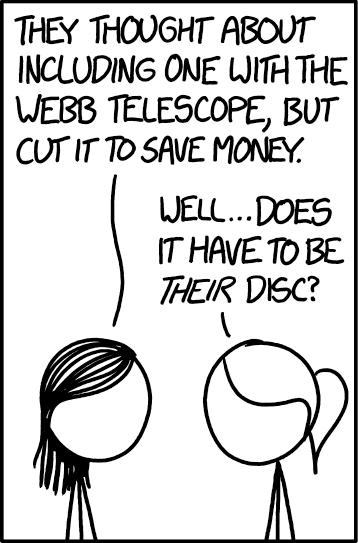 THEY THOUGHT ABOUT
INCLUDING ONE WITH THE
WEBB TELESCOPE, BUT
CUT IT TO SAVE MONEY.
WELL...DOES
IT HAVE TO BE
THEIR DISC?